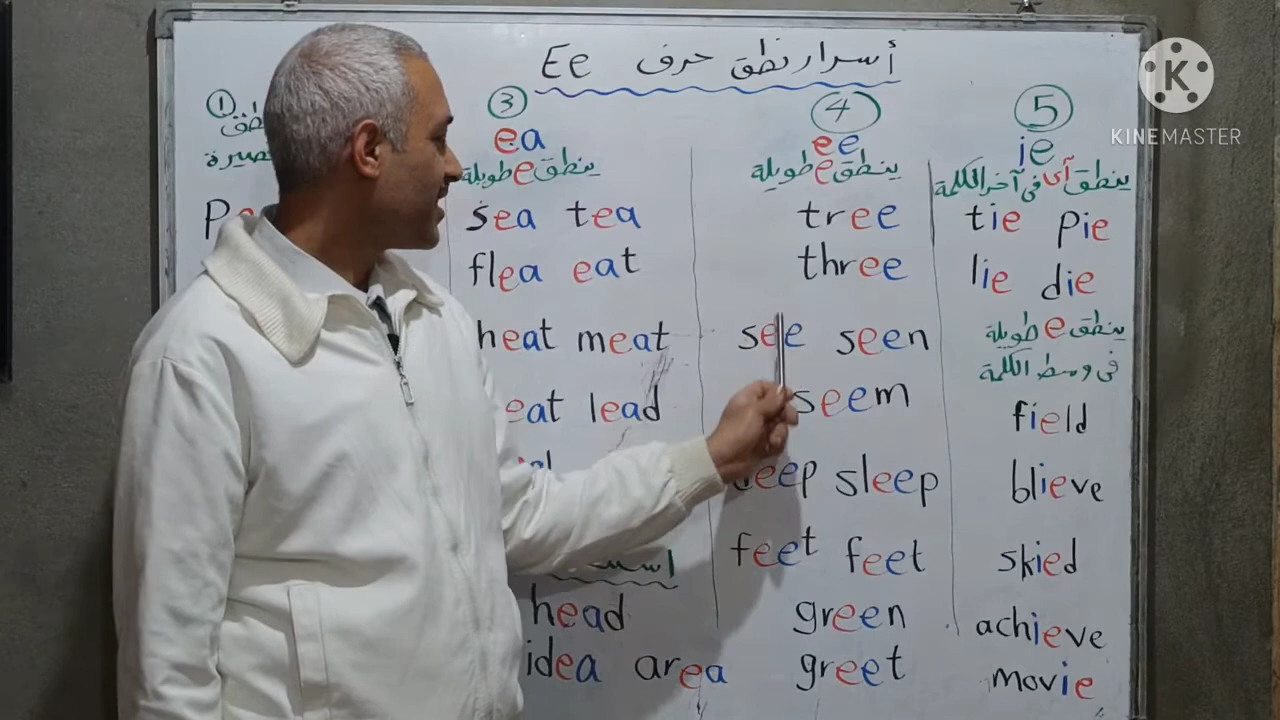 أسرار نطق حرف Ee
①
③
ea
ينطق e طويلة
sea tea
flea eat
heat meat
eat lead
head
idea area
④
ee
ينطق e طويلة
tree
three
see seen
seem
eep sleep
feet feet
green
greet
⑤
ie
ينطق آى فى آخر الكلمة
tie pie
lie die
ينطق e طويلة
فى وسط الكلمة
field
blieve
skied
achieve
movie
KINEMASTER